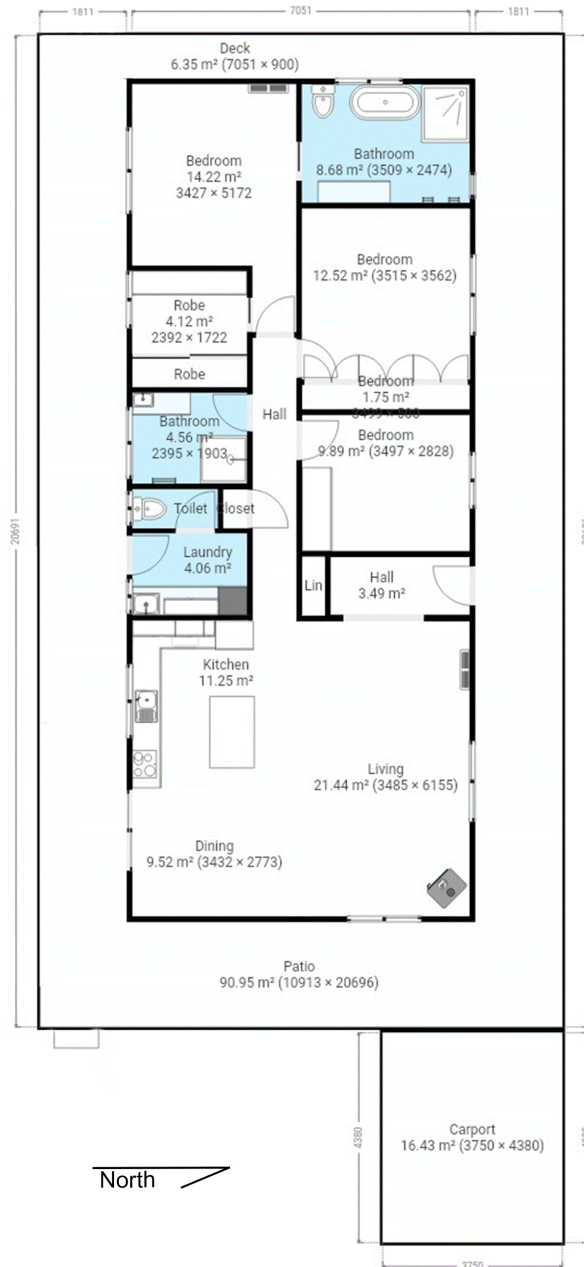 1811 7051 1811
Deck
6.35 m² (7051 × 900)
Bedroom
14.22 m²
3427 × 5172
Bathroom
8.68 m² (3509 × 2474)
Bedroom
12.52 m² (3515 × 3562)
Robe
4.12 m²
2392 × 1722
Robe
Bedroom
1.75 m²
3499 × 500
Hall
Bathroom
4.56 m²
2395 × 1903
Bedroom
9.89 m² (3497 × 2828)
Toilet
Closet
20691
Laundry
4.06 m²
Lin
Hall
3.49 m²
Kitchen
11.25 m²
Living
21.44 m² (3485 × 6155)
Dining
9.52 m² (3432 × 2773)
Patio
90.95 m² (10913 × 20696)
4380
Carport
16.43 m² (3750 × 4380)
North
3750